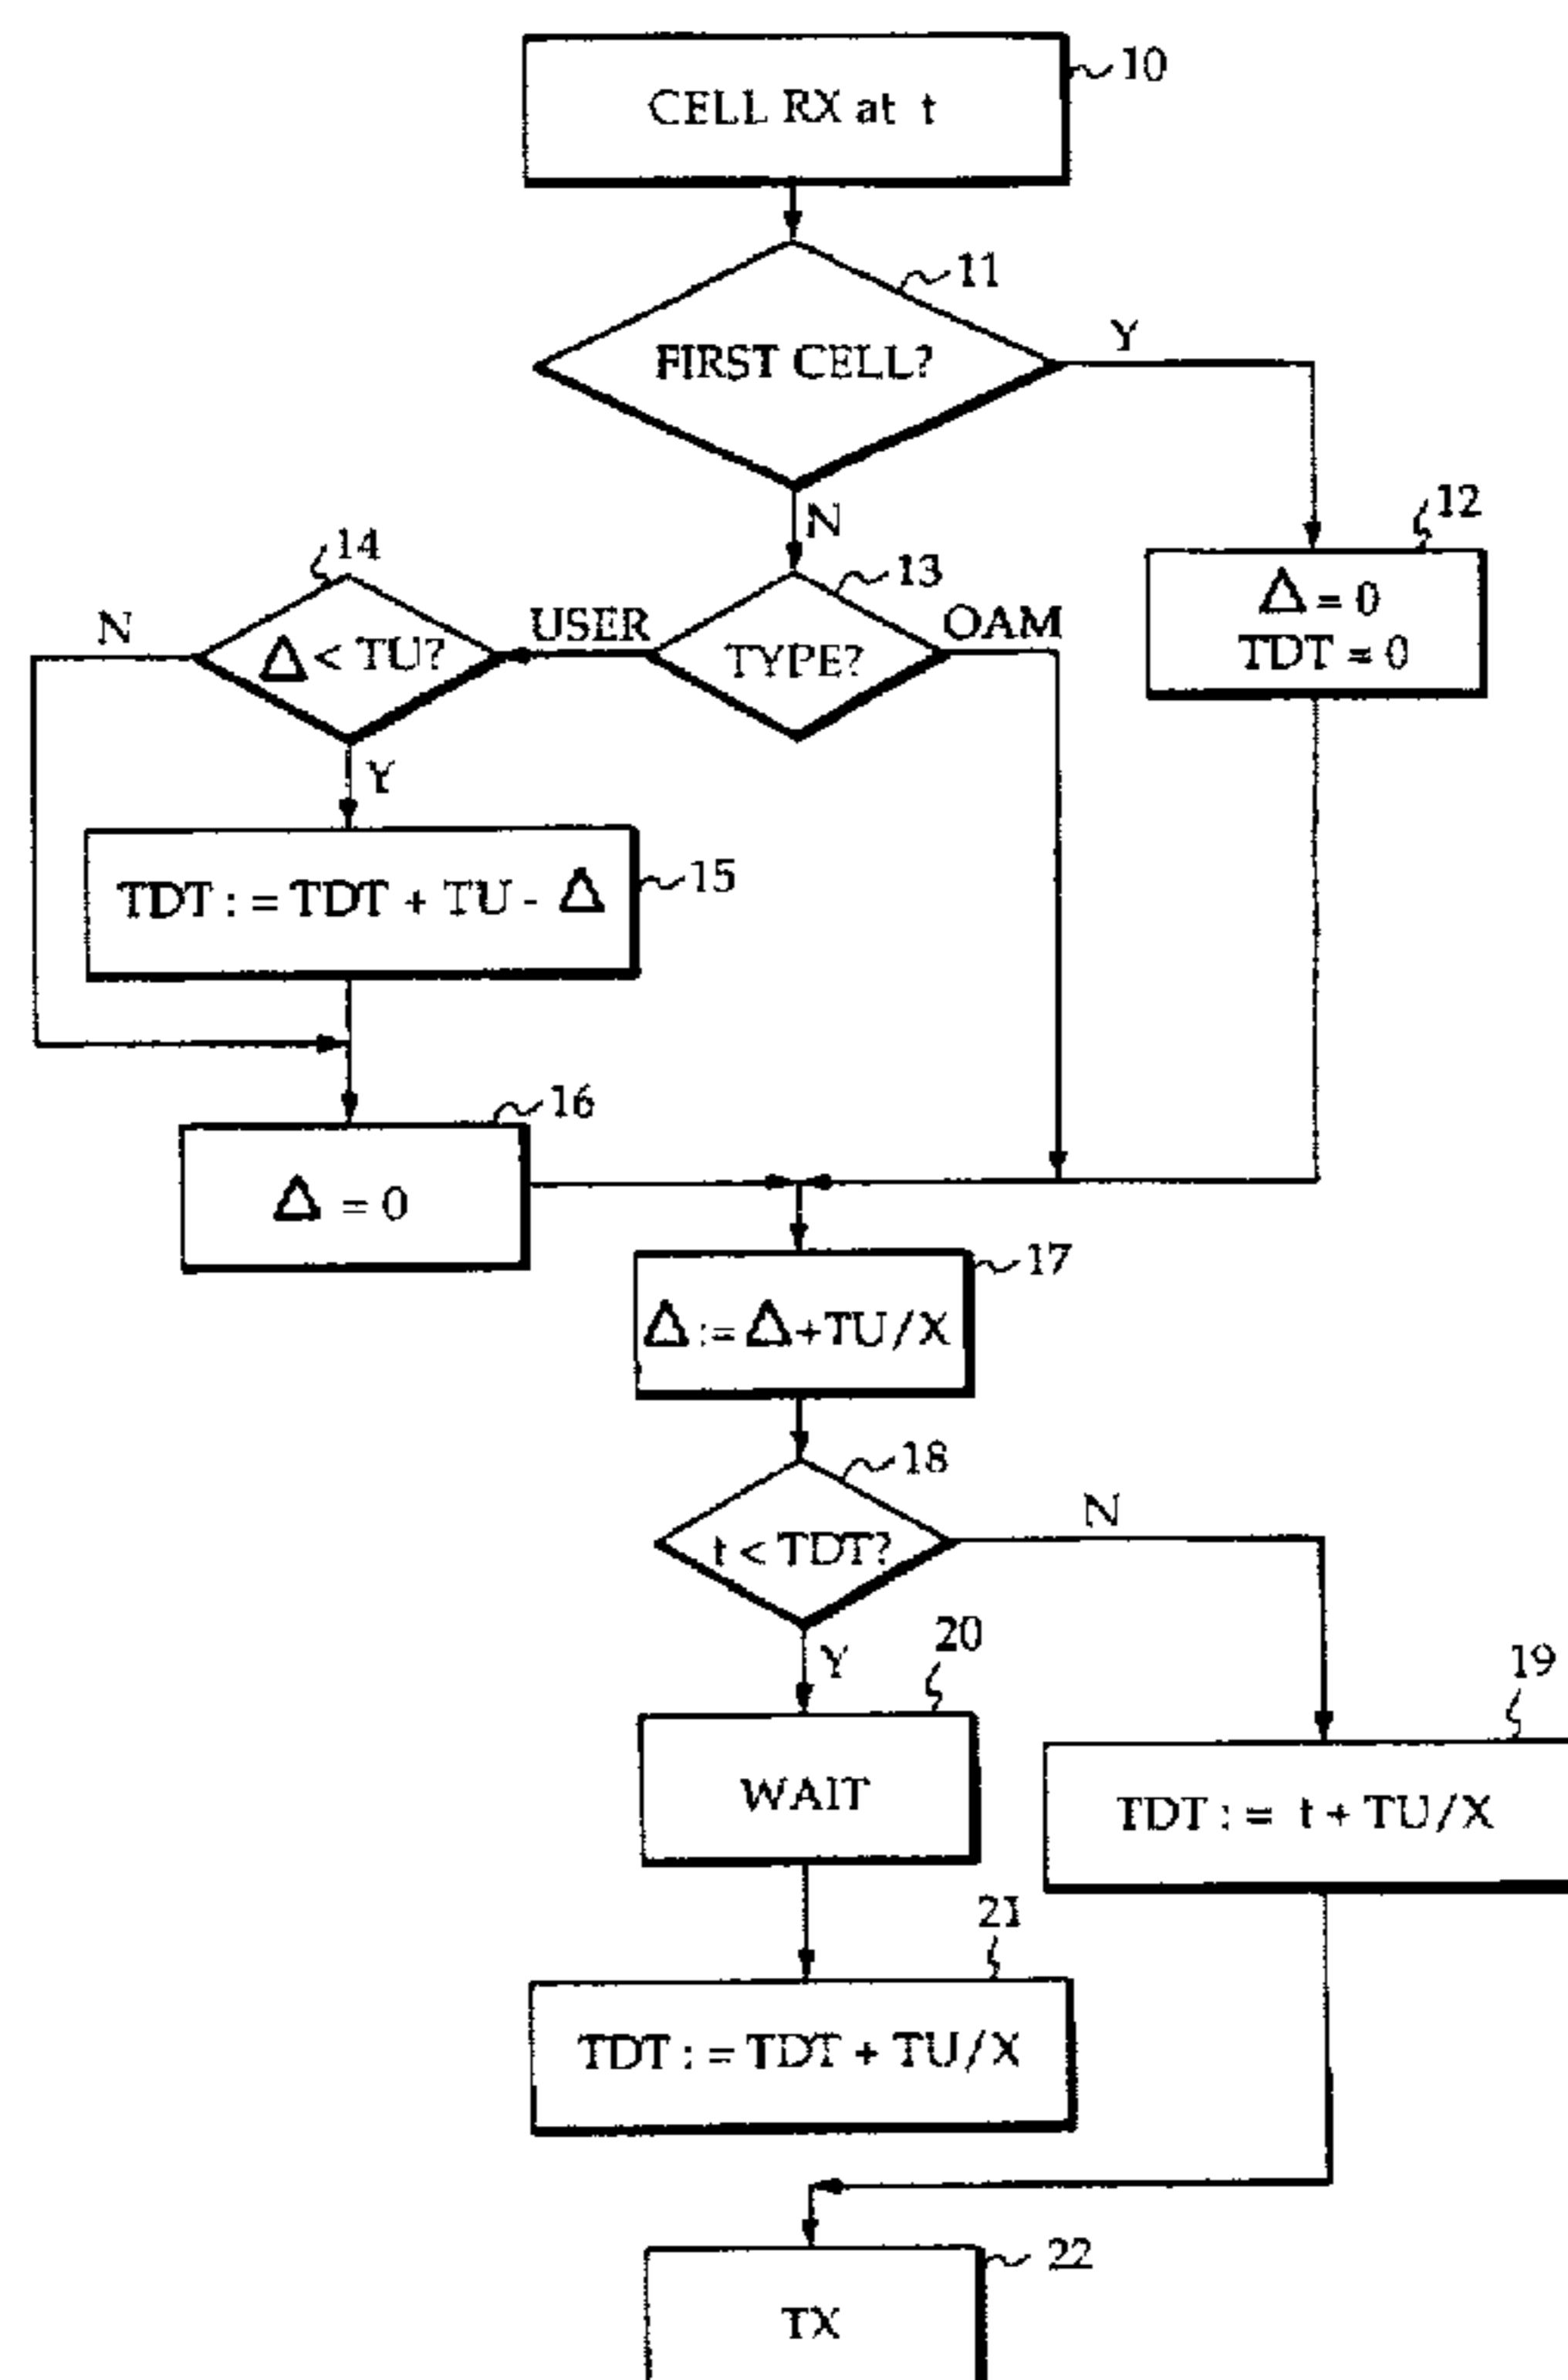 10
CELL RX at t
11
FIRST CELL?
Y
N
12
Δ = 0
TDT = 0
14
N
Δ < TU?
USER
13
TYPE?
OAM
Y
TDT : = TDT + TU - Δ
15
16
Δ = 0
17
Δ := Δ+TU/X
18
t < TDT?
N
Y
20
WAIT
19
TDT : = t + TU/X
21
TDT : = TDT + TU/X
22
TX